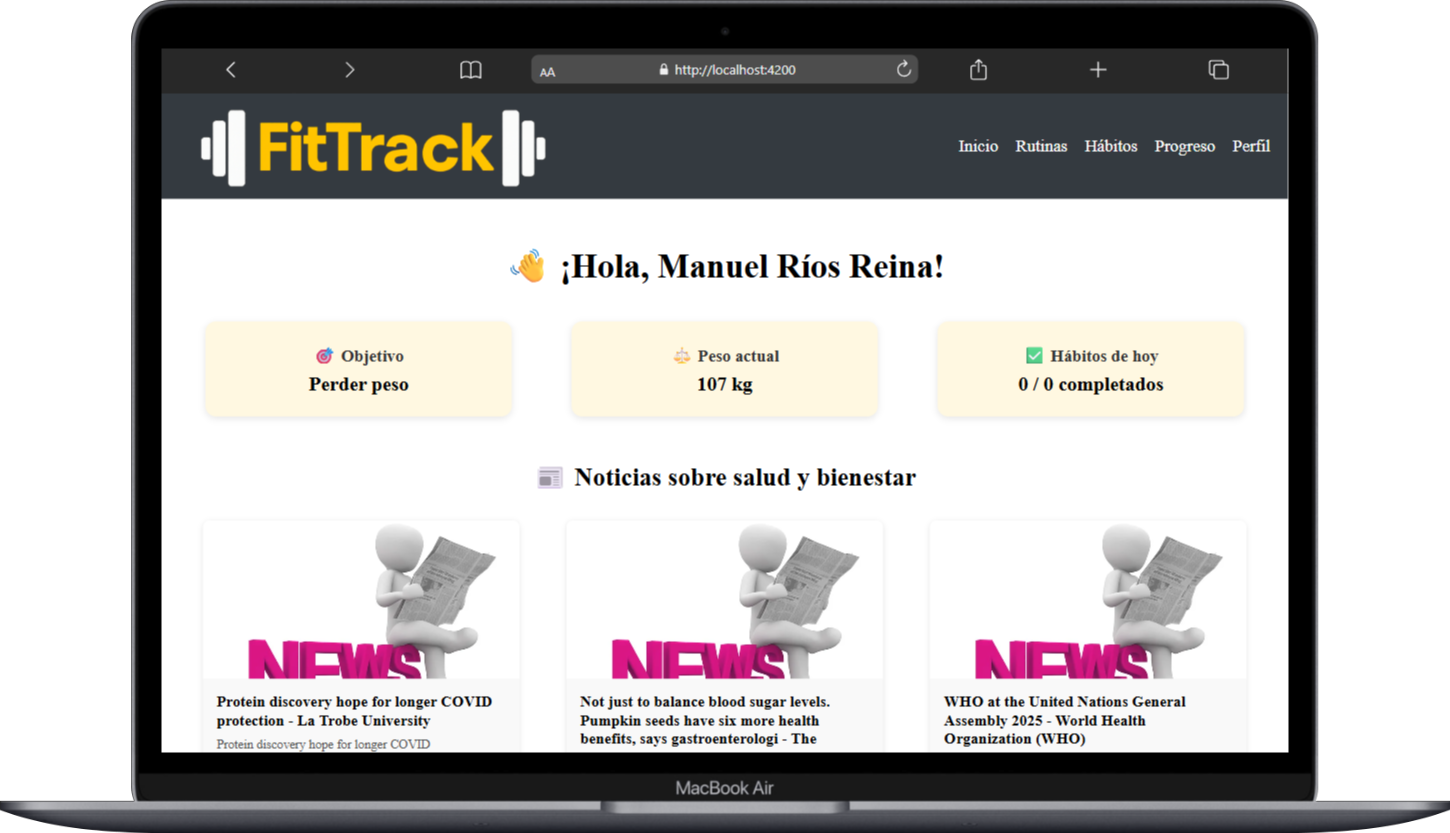 AA
http://localhost:4200
FitTrack
Inicio Rutinas Hábitos Progreso Perfil
¡Hola, Manuel Ríos Reina!
Objetivo
Perder peso
Peso actual
107 kg
Hábitos de hoy
0 / 0 completados
Noticias sobre salud y bienestar
NEWS
NEWS
NEWS
Protein discovery hope for longer COVID
protection - La Trobe University
Protein discovery hope for longer COVID
Not just to balance blood sugar levels.
Pumpkin seeds have six more health
benefits, says gastroenterologi - The
WHO at the United Nations General
Assembly 2025 - World Health
Organization (WHO)
MacBook Air